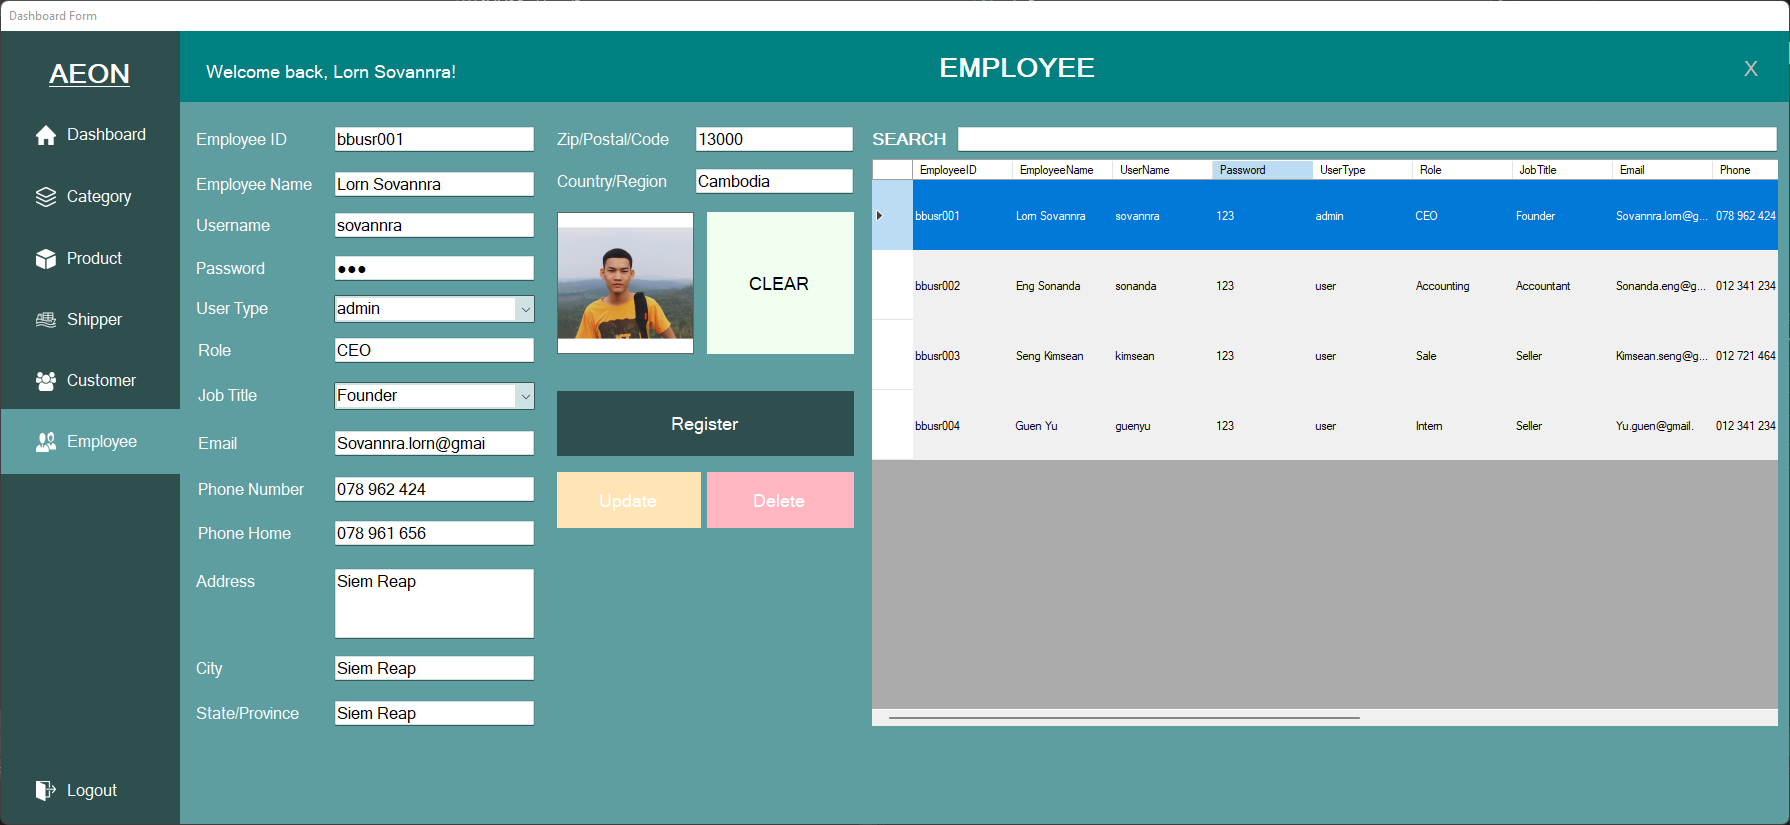 Dashboard Form
AEON
Welcome back, Lorn Sovannra!
EMPLOYEE
X
Dashboard
Category
Product
Shipper
Customer
Employee
Logout
Employee ID bbusr001
Employee Name Lorn Sovannra
Username sovannra
Password ●●●
User Type admin
Role CEO
Job Title Founder
Email Sovannra.lorn@gmai
Phone Number 078 962 424
Phone Home 078 961 656
Address Siem Reap
City Siem Reap
State/Province Siem Reap
Zip/Postal/Code 13000
Country/Region Cambodia
CLEAR
Register
Update Delete
SEARCH
EmployeeID EmployeeName UserName Password UserType Role JobTitle Email Phone
bbusr001 Lorn Sovannra sovannra 123 admin CEO Founder Sovannra.lorn@g... 078 962 424
bbusr002 Eng Sonanda sonanda 123 user Accounting Accountant Sonanda.eng@g... 012 341 234
bbusr003 Seng Kimsean kimsean 123 user Sale Seller Kimsean.seng@g... 012 721 464
bbusr004 Guen Yu guenyu 123 user Intern Seller Yu.guen@gmail. 012 341 234